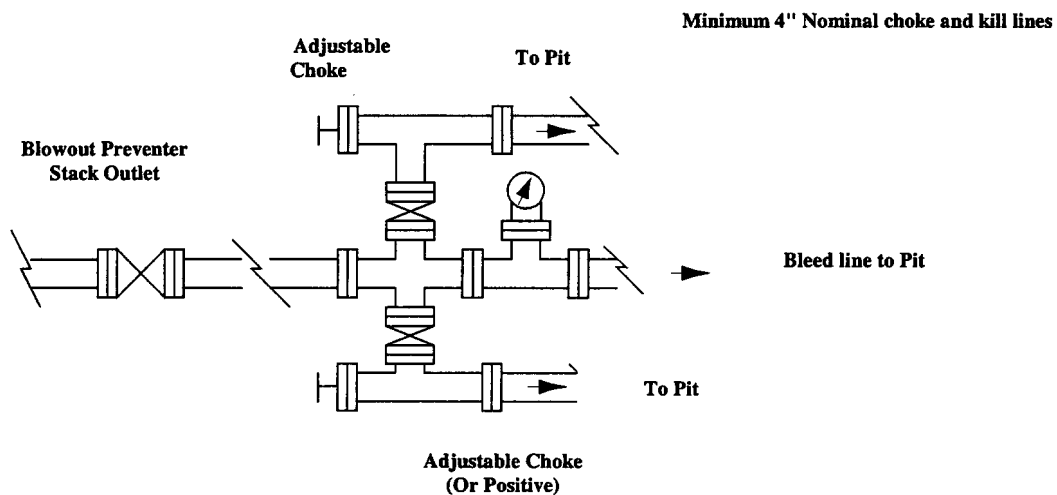 Minimum 4" Nominal choke and kill lines
Adjustable
Choke
To Pit
Blowout Preventer
Stack Outlet
Bleed line to Pit
To Pit
Adjustable Choke
(Or Positive)